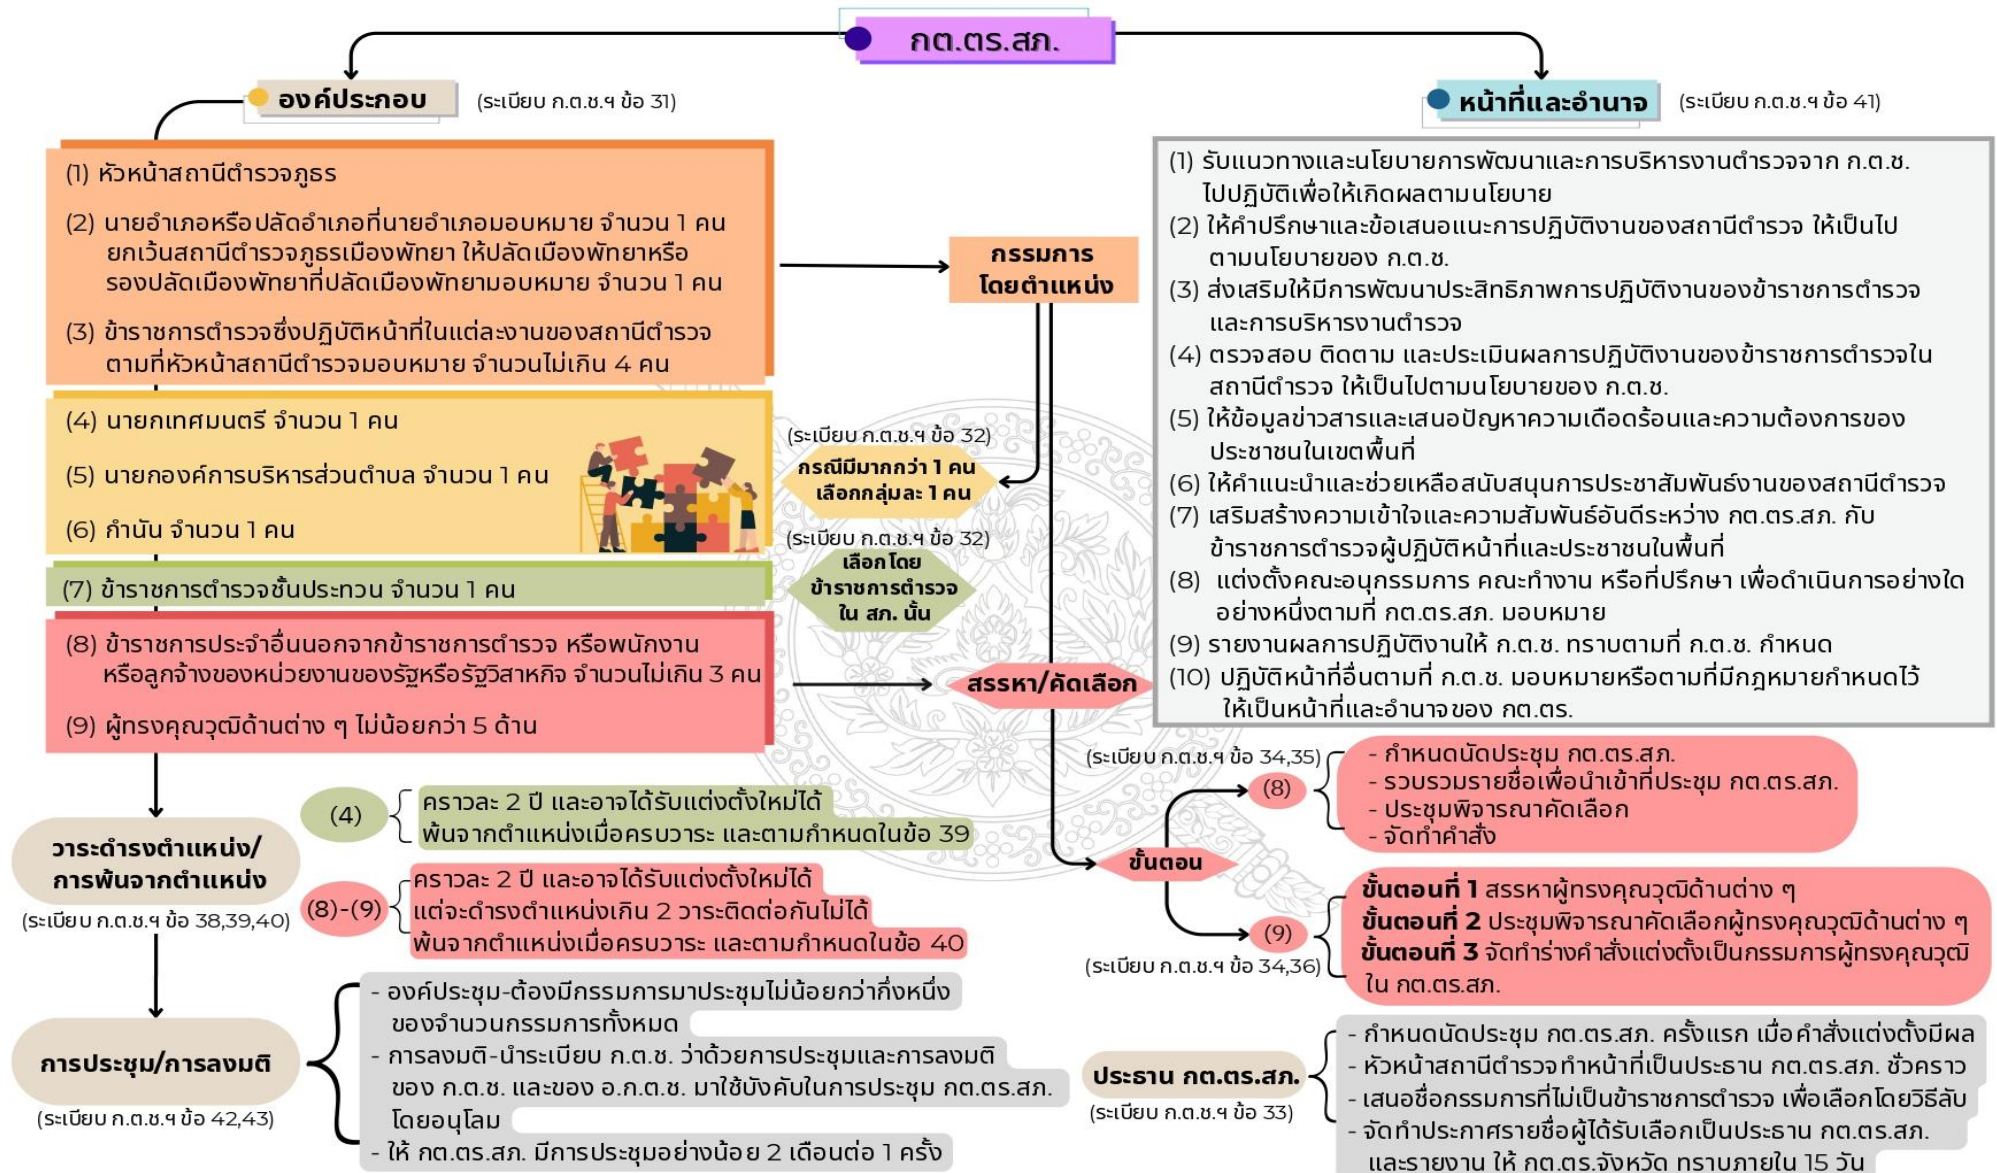 กต.ตร.สภ.
องค์ประกอบ
(ระเบียบ ก.ต.ช.ฯ ข้อ 31)
(1) หัวหน้าสถานีตำรวจภูธร
(2) นายอำเภอหรือปลัดอำเภอที่นายอำเภอมอบหมาย จำนวน 1 คน
ยกเว้นสถานีตำรวจภูธรเมืองพัทยา ให้ปลัดเมืองพัทยาหรือ
รองปลัดเมืองพัทยาที่ปลัดเมืองพัทยามอบหมาย จำนวน 1 คน
(3) ข้าราชการตำรวจซึ่งปฏิบัติหน้าที่ในแต่ละงานของสถานีตำรวจ
ตามที่หัวหน้าสถานีตำรวจมอบหมาย จำนวนไม่เกิน 4 คน
(4) นายกเทศมนตรี จำนวน 1 คน
(5) นายกองค์การบริหารส่วนตำบล จำนวน 1 คน
(6) กำนัน จำนวน 1 คน
(7) ข้าราชการตำรวจชั้นประทวน จำนวน 1 คน
(8) ข้าราชการประจำอื่นนอกจากข้าราชการตำรวจ หรือพนักงาน
หรือลูกจ้างของหน่วยงานของรัฐหรือรัฐวิสาหกิจ จำนวนไม่เกิน 3 คน
(9) ผู้ทรงคุณวุฒิด้านต่าง ๆ ไม่น้อยกว่า 5 ด้าน
กรรมการ
โดยตำแหน่ง
(ระเบียบ ก.ต.ช.ฯ ข้อ 32)
กรณีมีมากกว่า 1 คน
เลือกกลุ่มละ 1 คน
(ระเบียบ ก.ต.ช.ฯ ข้อ 32)
เลือกโดย
ข้าราชการตำรวจ
ใน สภ. นั้น
สรรหา/คัดเลือก
หน้าที่และอำนาจ
(ระเบียบ ก.ต.ช.ฯ ข้อ 41)
(1) รับแนวทางและนโยบายการพัฒนาและการบริหารงานตำรวจจาก ก.ต.ช.
ไปปฏิบัติเพื่อให้เกิดผลตามนโยบาย
(2) ให้คำปรึกษาและข้อเสนอแนะการปฏิบัติงานของสถานีตำรวจ ให้เป็นไป
ตามนโยบายของ ก.ต.ช.
(3) ส่งเสริมให้มีการพัฒนาประสิทธิภาพการปฏิบัติงานของข้าราชการตำรวจ
และการบริหารงานตำรวจ
(4) ตรวจสอบ ติดตาม และประเมินผลการปฏิบัติงานของข้าราชการตำรวจใน
สถานีตำรวจ ให้เป็นไปตามนโยบายของ ก.ต.ช.
(5) ให้ข้อมูลข่าวสารและเสนอปัญหาความเดือดร้อนและความต้องการของ
ประชาชนในเขตพื้นที่
(6) ให้คำแนะนำและช่วยเหลือสนับสนุนการประชาสัมพันธ์งานของสถานีตำรวจ
(7) เสริมสร้างความเข้าใจและความสัมพันธ์อันดีระหว่าง กต.ตร.สภ. กับ
ข้าราชการตำรวจผู้ปฏิบัติหน้าที่และประชาชนในพื้นที่
(8) แต่งตั้งคณะอนุกรรมการ คณะทำงาน หรือที่ปรึกษา เพื่อดำเนินการอย่างใด
อย่างหนึ่งตามที่ กต.ตร.สภ. มอบหมาย
(9) รายงานผลการปฏิบัติงานให้ ก.ต.ช. ทราบตามที่ ก.ต.ช. กำหนด
(10) ปฏิบัติหน้าที่อื่นตามที่ ก.ต.ช. มอบหมายหรือตามที่มีกฎหมายกำหนดไว้
ให้เป็นหน้าที่และอำนาจของ กต.ตร.
วาระดำรงตำแหน่ง/
การพ้นจากตำแหน่ง
(ระเบียบ ก.ต.ช.ฯ ข้อ 38,39,40)
(4)
คราวละ 2 ปี และอาจได้รับแต่งตั้งใหม่ได้
พ้นจากตำแหน่งเมื่อครบวาระ และตามกำหนดในข้อ 39
(8)-(9)
คราวละ 2 ปี และอาจได้รับแต่งตั้งใหม่ได้
แต่จะดำรงตำแหน่งเกิน 2 วาระติดต่อกันไม่ได้
พ้นจากตำแหน่งเมื่อครบวาระ และตามกำหนดในข้อ 40
ขั้นตอน
(ระเบียบ ก.ต.ช.ฯ ข้อ 34,35)
(8)
- กำหนดนัดประชุม กต.ตร.สภ.
- รวบรวมรายชื่อเพื่อนำเข้าที่ประชุม กต.ตร.สภ.
- ประชุมพิจารณาคัดเลือก
- จัดทำคำสั่ง
(9)
(ระเบียบ ก.ต.ช.ฯ ข้อ 34,36)
ขั้นตอนที่ 1 สรรหาผู้ทรงคุณวุฒิด้านต่าง ๆ
ขั้นตอนที่ 2 ประชุมพิจารณาคัดเลือกผู้ทรงคุณวุฒิด้านต่าง ๆ
ขั้นตอนที่ 3 จัดทำร่างคำสั่งแต่งตั้งเป็นกรรมการผู้ทรงคุณวุฒิ
ใน กต.ตร.สภ.
การประชุม/การลงมติ
(ระเบียบ ก.ต.ช.ฯ ข้อ 42,43)
- องค์ประชุม-ต้องมีกรรมการมาประชุมไม่น้อยกว่ากึ่งหนึ่ง
ของจำนวนกรรมการทั้งหมด
- การลงมติ-นำระเบียบ ก.ต.ช. ว่าด้วยการประชุมและการลงมติ
ของ ก.ต.ช. และของ อ.ก.ต.ช. มาใช้บังคับในการประชุม กต.ตร.สภ.
โดยอนุโลม
- ให้ กต.ตร.สภ. มีการประชุมอย่างน้อย 2 เดือนต่อ 1 ครั้ง
ประธาน กต.ตร.สภ.
(ระเบียบ ก.ต.ช.ฯ ข้อ 33)
- กำหนดนัดประชุม กต.ตร.สภ. ครั้งแรก เมื่อคำสั่งแต่งตั้งมีผล
- หัวหน้าสถานีตำรวจทำหน้าที่เป็นประธาน กต.ตร.สภ. ชั่วคราว
- เสนอชื่อกรรมการที่ไม่เป็นข้าราชการตำรวจ เพื่อเลือกโดยวิธีลับ
- จัดทำประกาศรายชื่อผู้ได้รับเลือกเป็นประธาน กต.ตร.สภ.
และรายงาน ให้ กต.ตร.จังหวัด ทราบภายใน 15 วัน